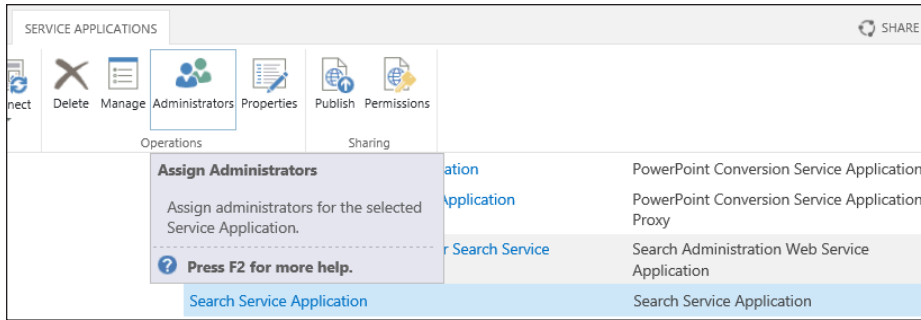 SERVICE APPLICATIONS
SHARE
nect Delete Manage Administrators Properties Publish Permissions
Operations Sharing
Assign Administrators
Assign administrators for the selected
Service Application.
Press F2 for more help.
ation PowerPoint Conversion Service Application
Application PowerPoint Conversion Service Application
Proxy
r Search Service Search Administration Web Service
Application
Search Service Application Search Service Application